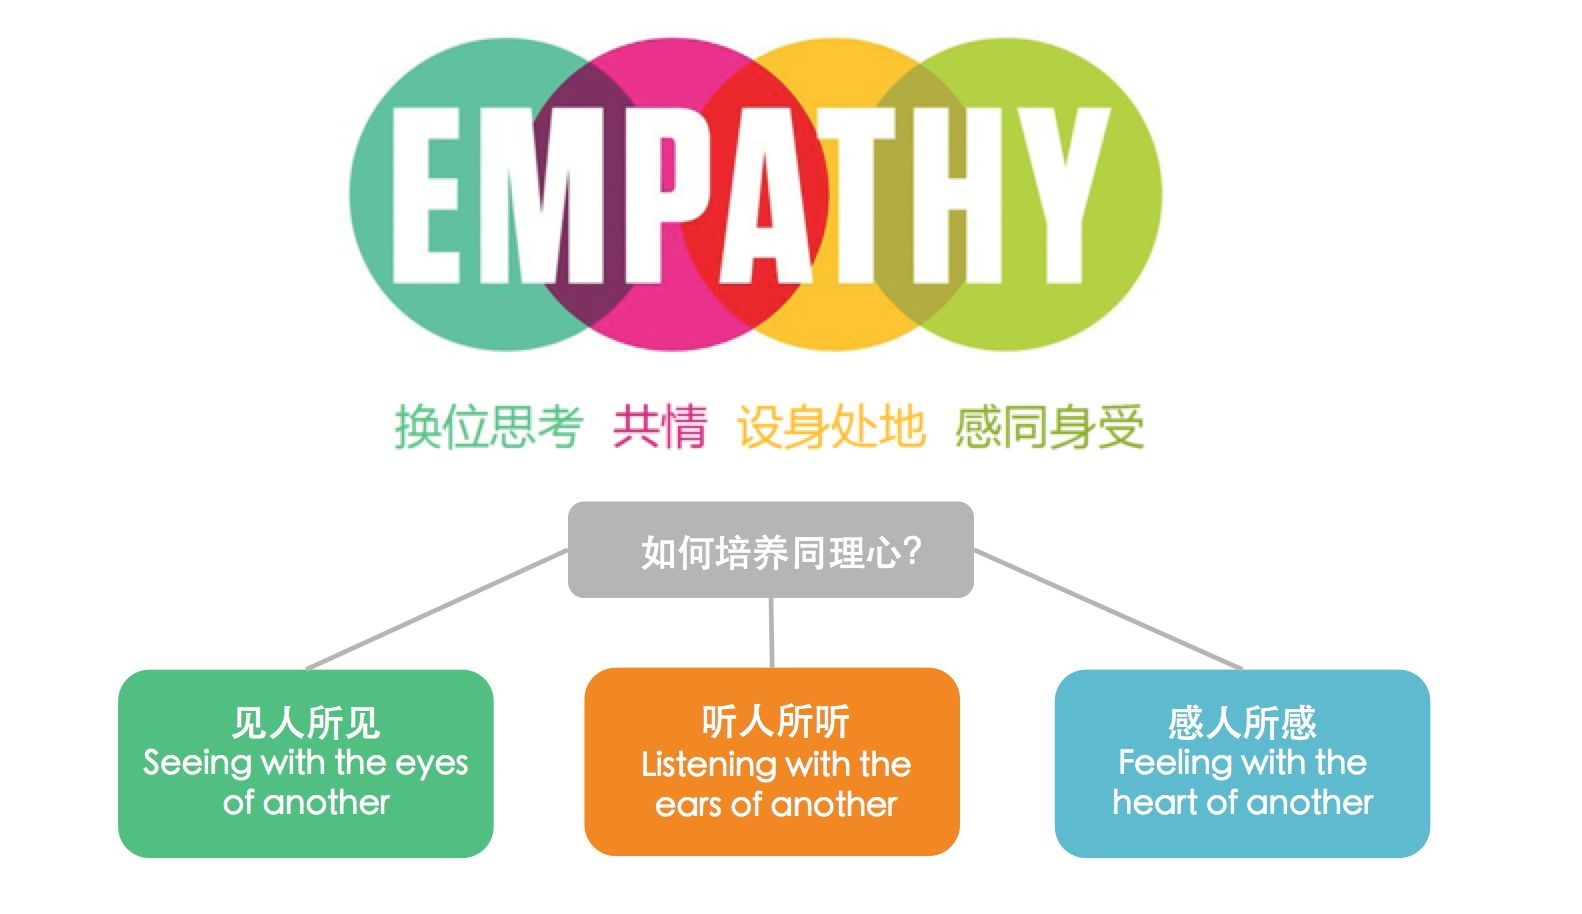 EMPATHY
换位思考 共情 设身处地 感同身受
如何培养同理心?
见人所见
Seeing with the eyes
of another
听人所听
Listening with the
ears of another
感人所感
Feeling with the
heart of another